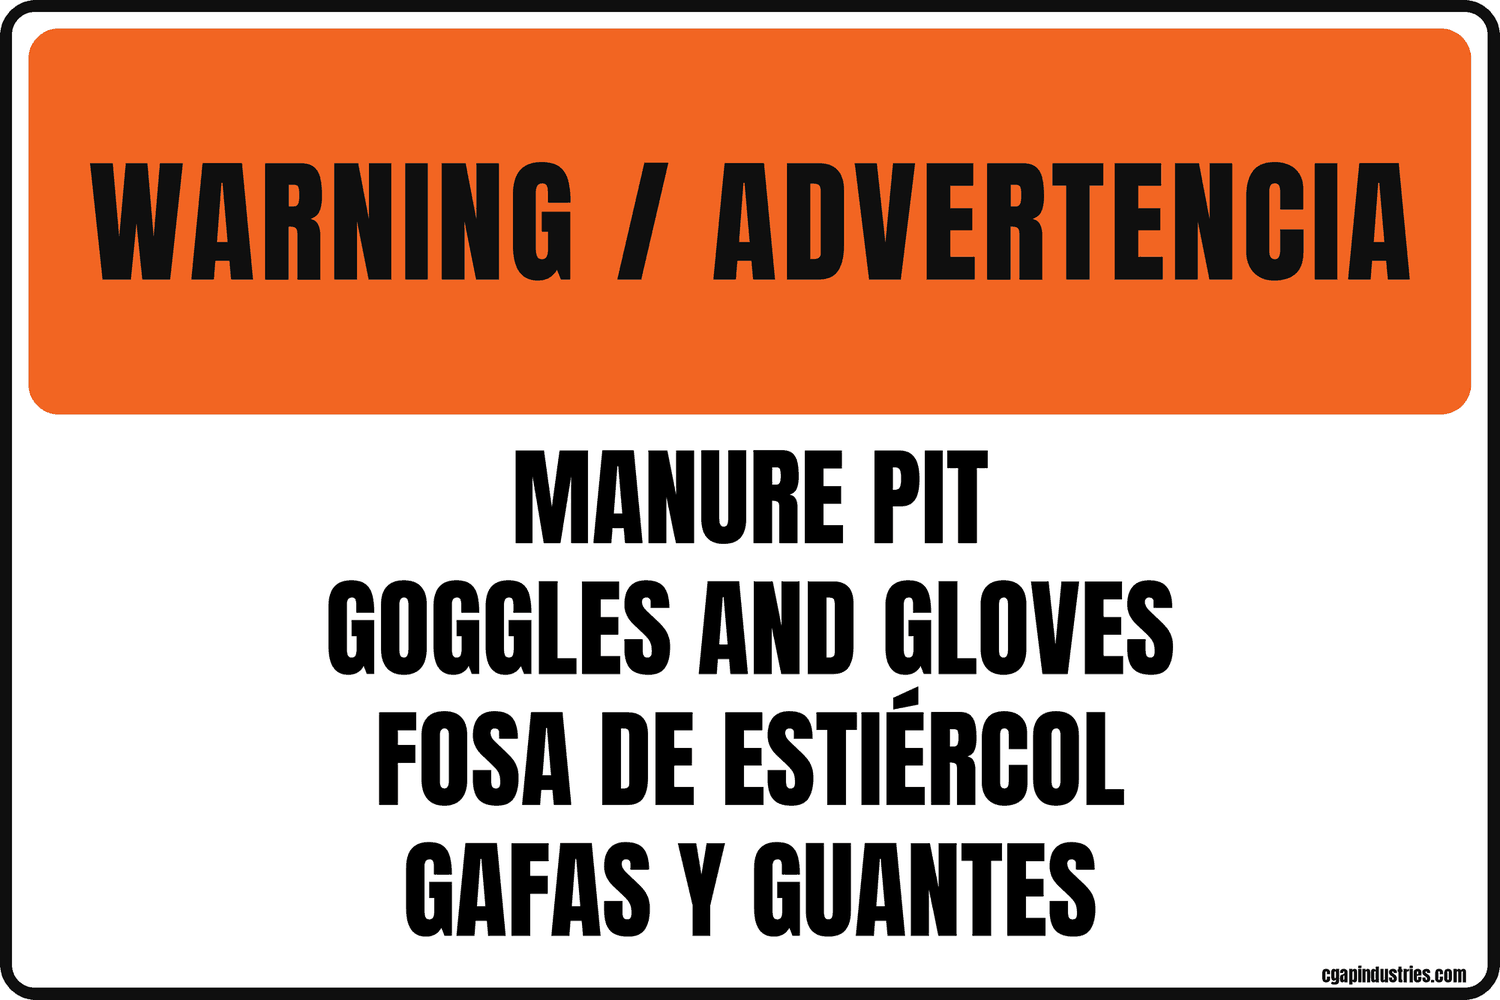 WARNING / ADVERTENCIA
MANURE PIT
GOGGLES AND GLOVES
FOSA DE ESTIÉRCOL
GAFAS Y GUANTES
cgapindustries.com